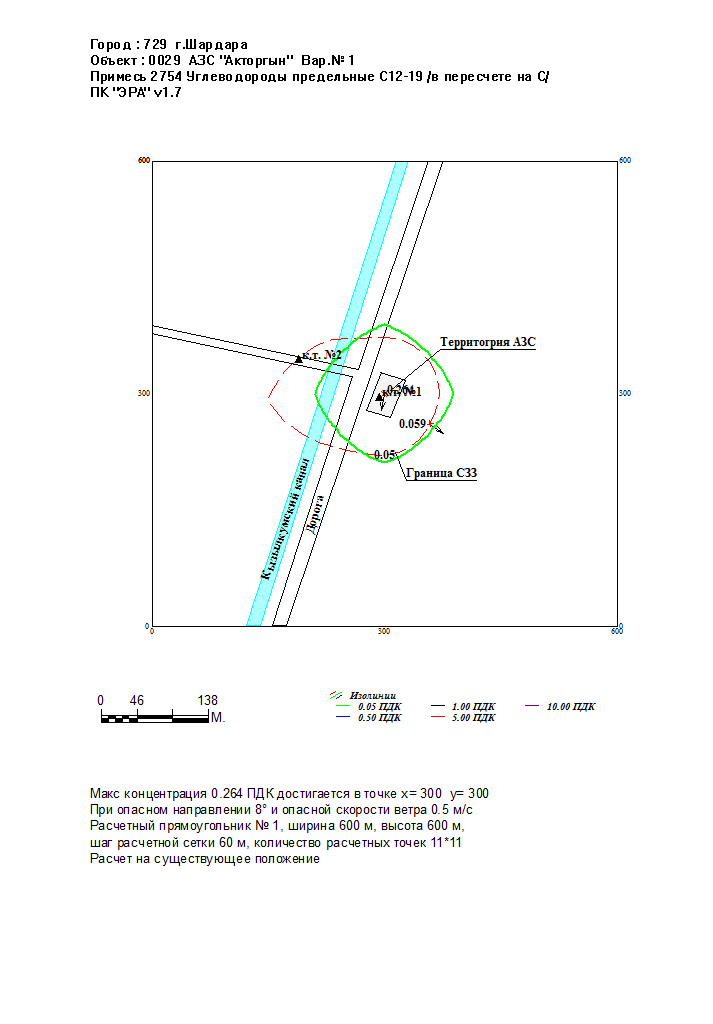 Город : 729 г.Шардара
Объект : 0029 АЗС "Акторгын" Вар.№ 1
Примесь 2754 Углеводороды предельные С12-19 /в пересчете на С/
ПК "ЭРА" v1.7
600
600
к.т. №2
Территогрия АЗС
300
0.264
к.т. №1
300
0.059
0.05
Граница СЗЗ
Кызылкумский канал
Дорога
0
0
300
600
0 46 138
М.
Изолинии
0.05 ПДК 1.00 ПДК 10.00 ПДК
0.50 ПДК 5.00 ПДК
Макс концентрация 0.264 ПДК достигается в точке x= 300 y= 300
При опасном направлении 8° и опасной скорости ветра 0.5 м/с
Расчетный прямоугольник № 1, ширина 600 м, высота 600 м,
шаг расчетной сетки 60 м, количество расчетных точек 11*11
Расчет на существующее положение